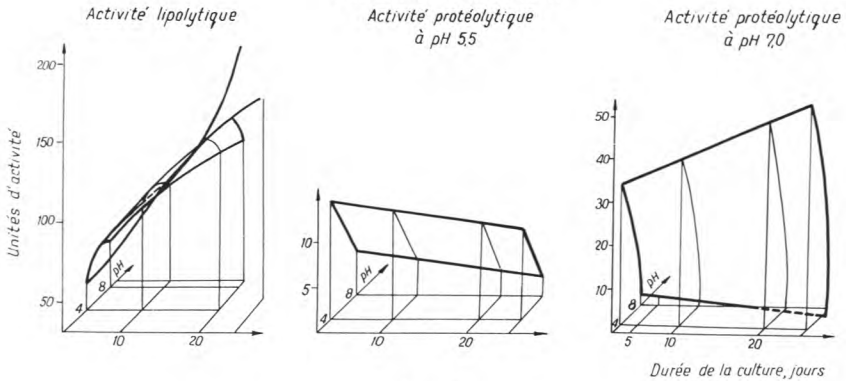 Activité lipolytique
Activité protéolytique
à pH 5,5
Activité protéolytique
à pH 7,0
Unités d'activité
200
150
100
50
pH
8
4
10
20
10
5
pH
8
4
10
20
50
40
30
20
10
pH
8
4
5
10
20
Durée de la culture, jours